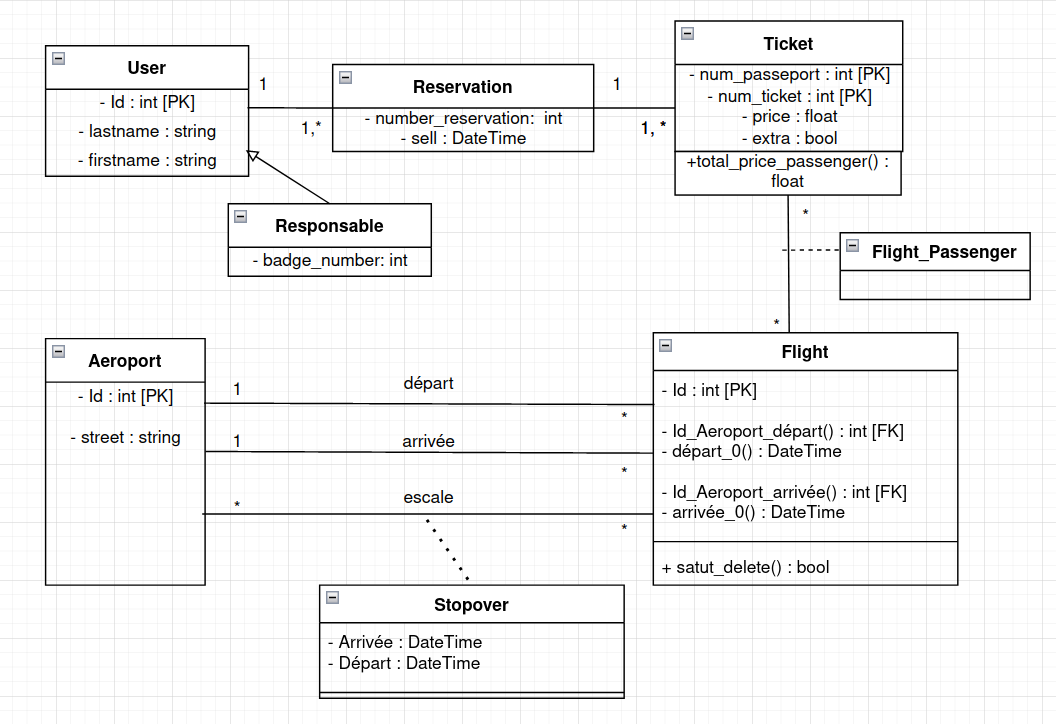 User
- Id : int [PK]
- lastname : string
- firstname : string
1
1,*
Reservation
- number_reservation: int
- sell : DateTime
1
1, *
Ticket
- num_passeport : int [PK]
- num_ticket : int [PK]
- price : float
- extra : bool
+total_price_passenger() :
float
Responsable
- badge_number: int
*
*
Flight_Passenger
Aeroport
- Id : int [PK]
- street : string
1
départ
*
1
arrivée
*
*
escale
*
Flight
- Id : int [PK]
- Id_Aeroport_départ() : int [FK]
- départ_0() : DateTime
- Id_Aeroport_arrivée() : int [FK]
- arrivée_0() : DateTime
+ satut_delete() : bool
Stopover
- Arrivée : DateTime
- Départ : DateTime